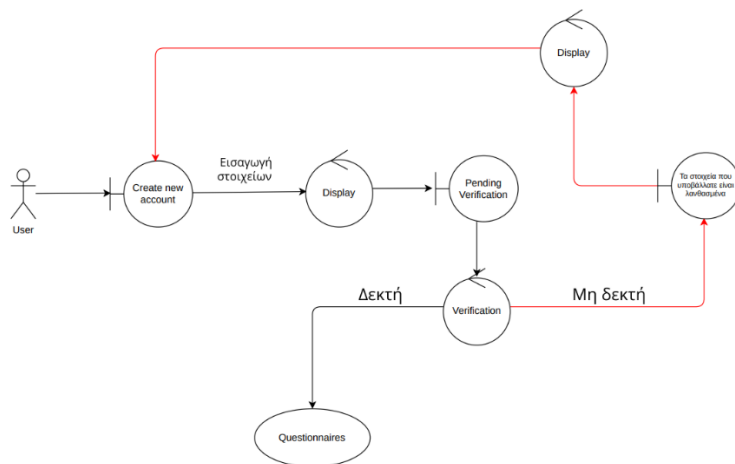 Display
Τα στοιχεία που
υποβάλλατε είναι
λανθασμένα
Εισαγωγή
στοιχείων
Create new
account
Display
Pending
Verification
User
Δεκτή
Verification
Μη δεκτή
Questionnaires